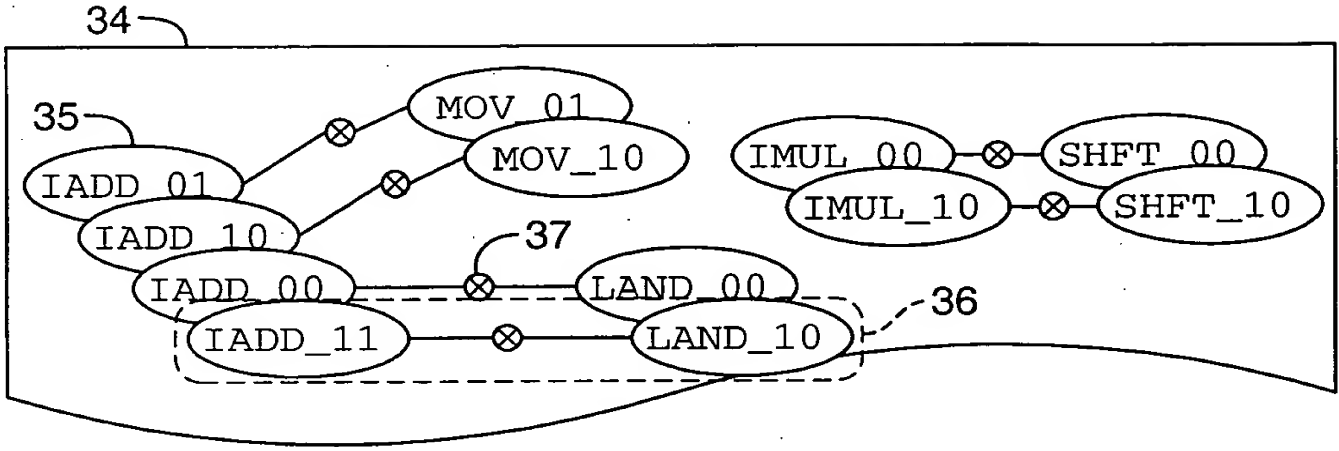 34
35
MOV_01
MOV_10
IMUL_00
SHFT_00
IADD_01
IMUL_10
SHFT_10
IADD_10
37
IADD_00
LAND_00
36
IADD_11
LAND_10